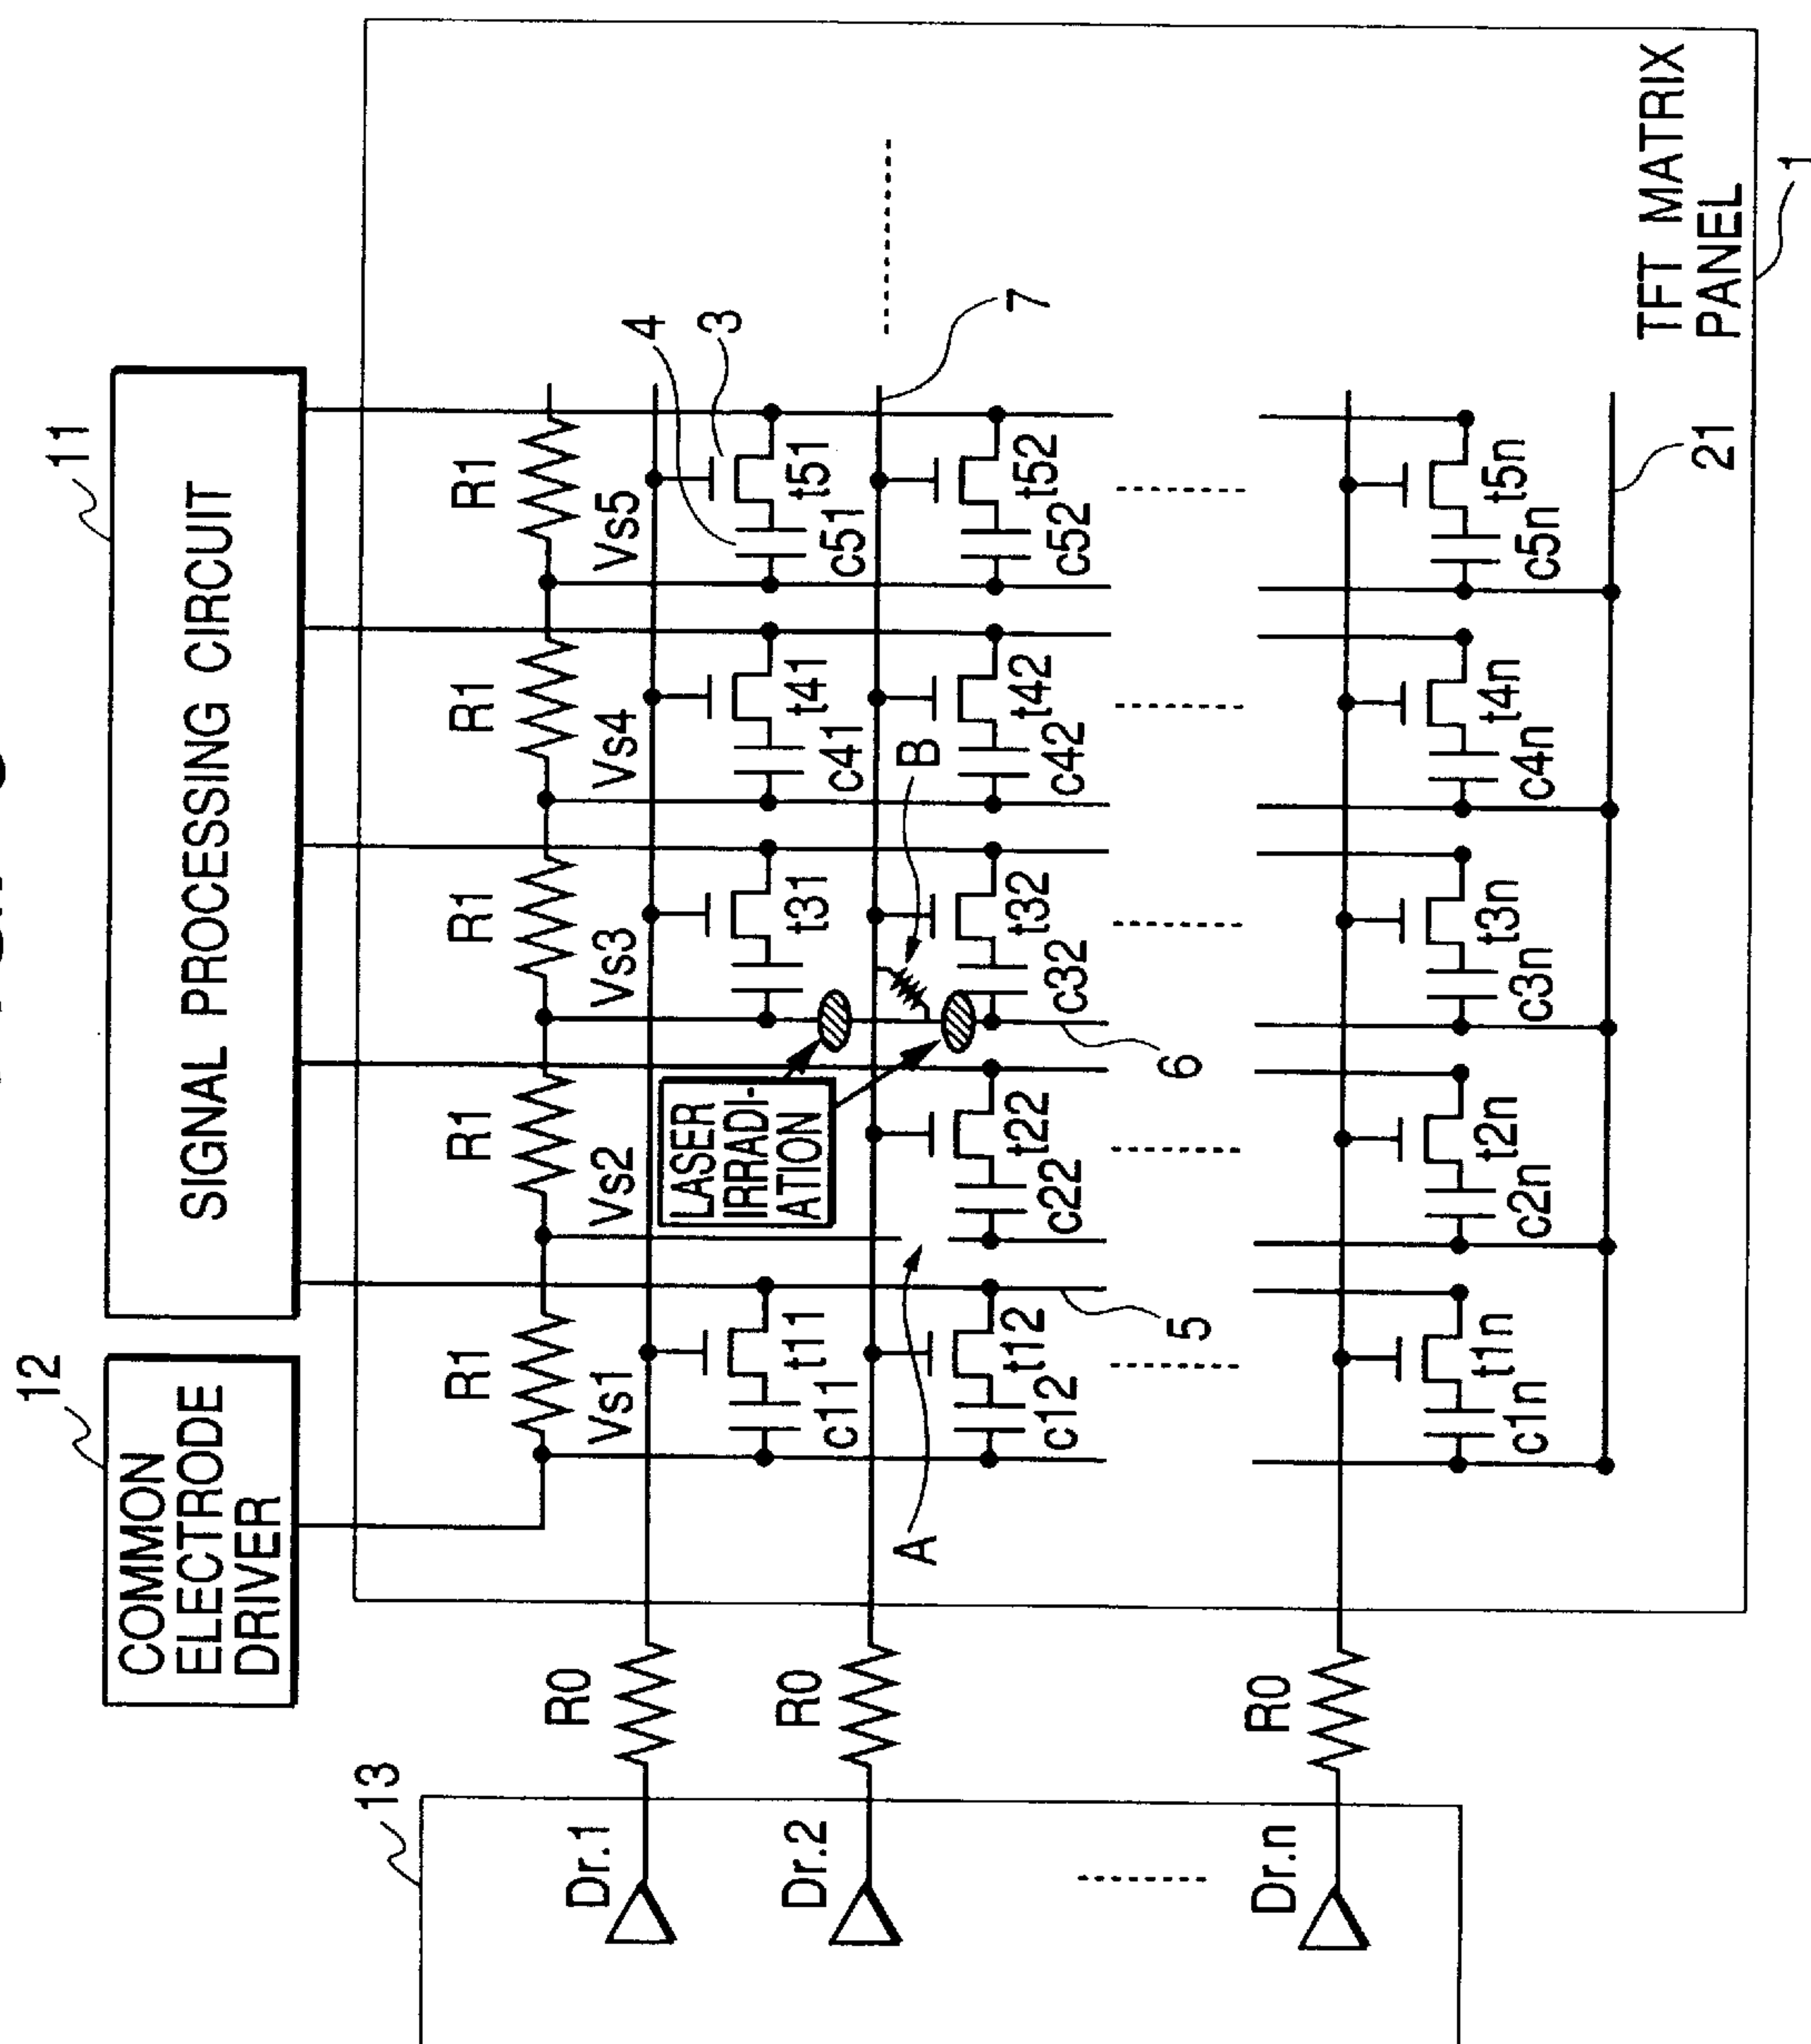 11
SIGNAL PROCESSING CIRCUIT
12
COMMON
ELECTRODE
DRIVER
13
R1
R1
R1
R1
R1
Vs1
Vs2
Vs3
Vs4
Vs5
4
3
R0
Dr.1
t11
c11
LASER
IRRADI-
ATION
t31
t41
c41
t51
c51
7
R0
Dr.2
A
B
t12
c12
t22
c22
t32
c32
t42
c42
t52
c52
5
6
R0
Dr.n
t1n
c1n
t2n
c2n
t3n
c3n
t4n
c4n
t5n
c5n
21
TFT MATRIX
PANEL
1